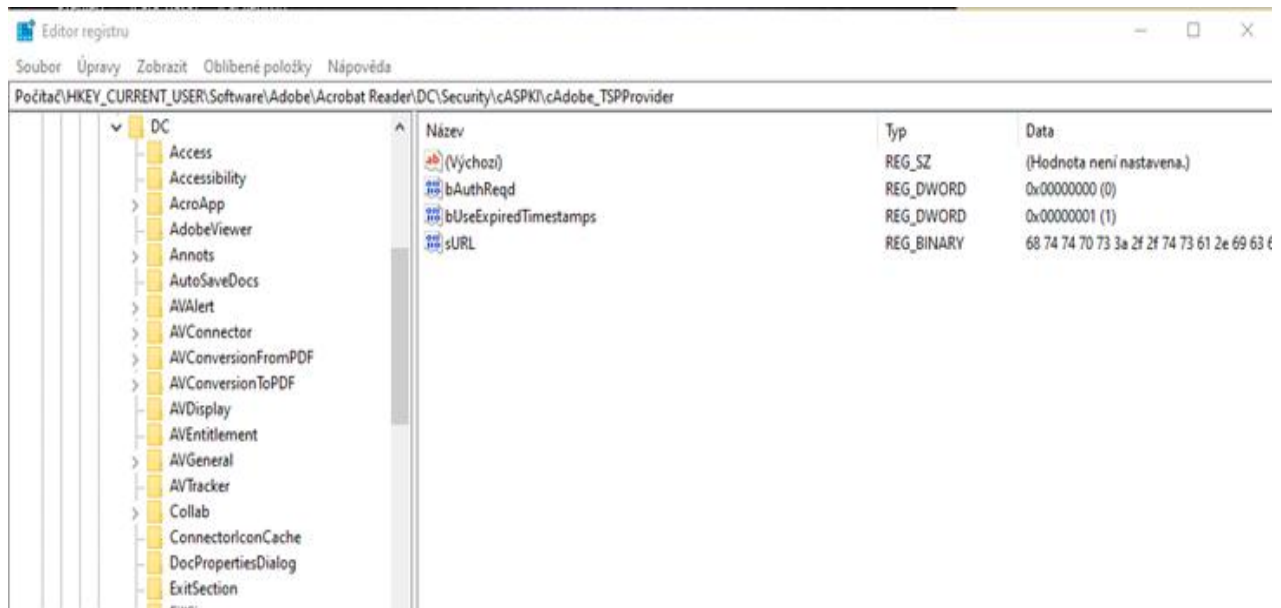 Editor registru
Soubor Úpravy Zobrazit Oblíbené položky Nápověda
Počítač\HKEY_CURRENT_USER\Software\Adobe\Acrobat Reader\DC\Security\cASPKI\cAdobe_TSPProvider
DC
Access
Accessibility
AcroApp
AdobeViewer
Annots
AutoSaveDocs
AVAlert
AVConnector
AVConversionFromPDF
AVConversionToPDF
AVDisplay
AVEntitlement
AVGeneral
AVTracker
Collab
ConnectorIconCache
DocPropertiesDialog
ExitSection
Název Typ Data
(Výchozí) REG_SZ (Hodnota není nastavena.)
bAuthReqd REG_DWORD 0x00000000 (0)
bUseExpiredTimestamps REG_DWORD 0x00000001 (1)
sURL REG_BINARY 68 74 74 70 73 3a 2f 2f 74 73 61 2e 69 63